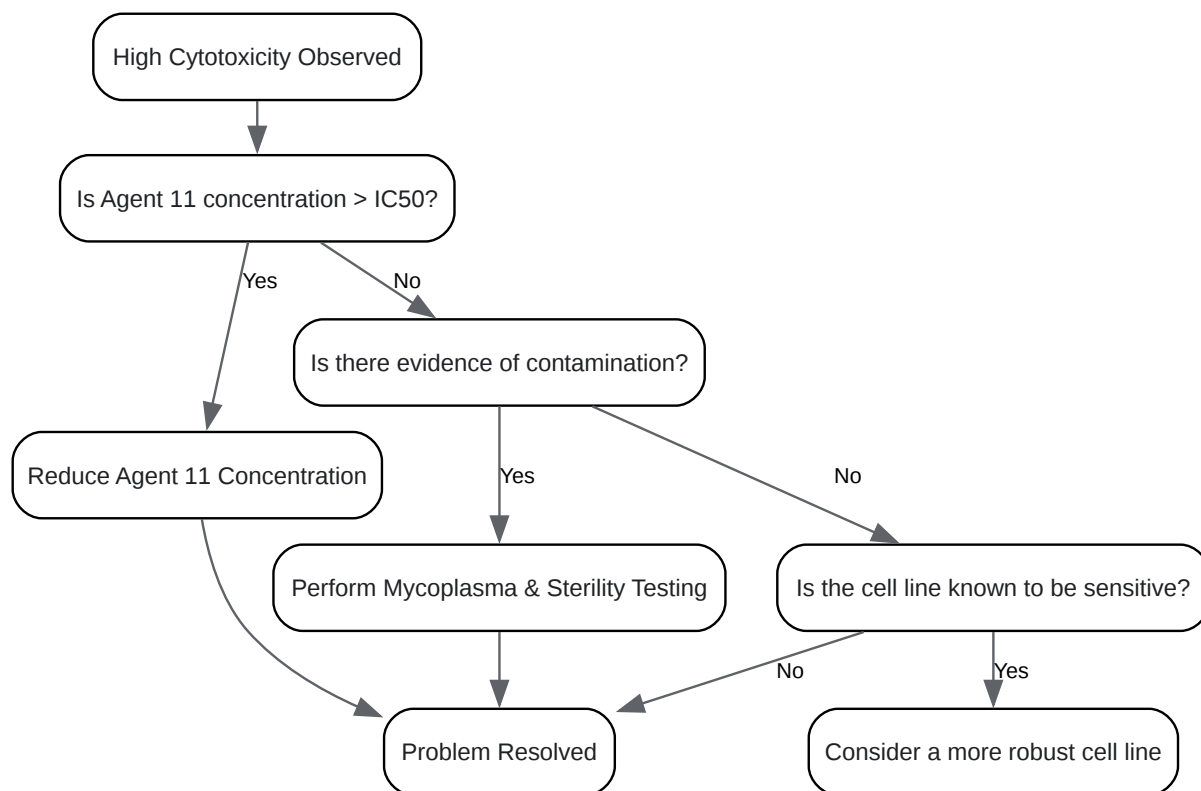 High Cytotoxicity Observed
Is Agent 11 concentration > IC50?
Yes
No
Is there evidence of contamination?
Reduce Agent 11 Concentration
Yes
No
Perform Mycoplasma & Sterility Testing
Is the cell line known to be sensitive?
No
Yes
Problem Resolved
Consider a more robust cell line